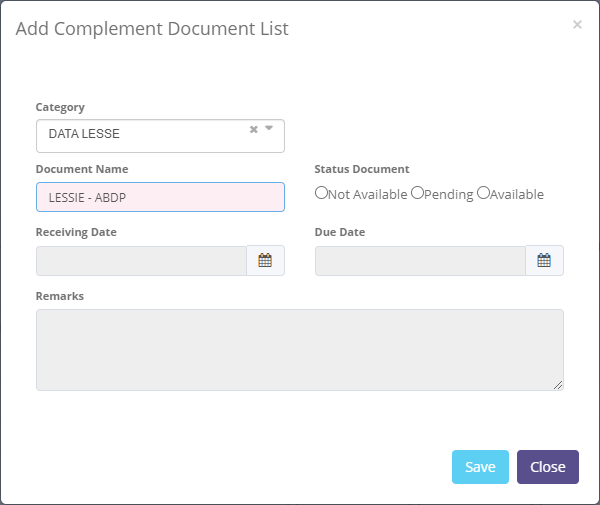 Add Complement Document List
×
Category
DATA LESSE
Document Name
Status Document
LESSIE - ABDP
Not Available Pending Available
Receiving Date
Due Date
Remarks
Save Close